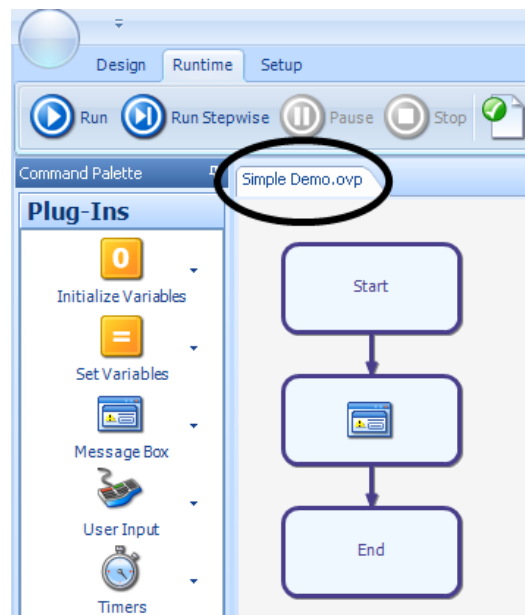 Design Runtime Setup
Run Run Stepwise Pause Stop
Command Palette
Simple Demo.ovp
Plug-Ins
0
Initialize Variables
=
Set Variables
Message Box
User Input
Timers
Start
End